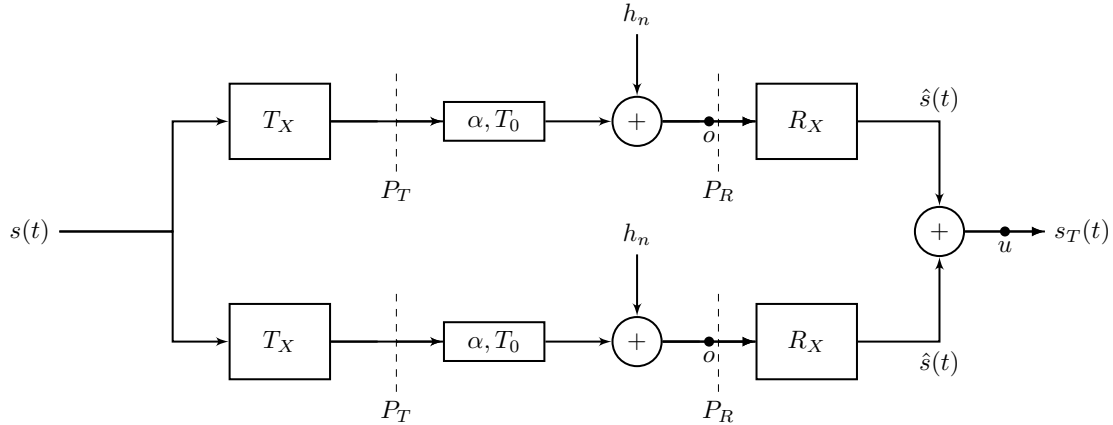 h_n
T_X
α, T_0
+
R_X
ŝ(t)
o
P_T
P_R
s(t)
+
s_T(t)
u
h_n
T_X
α, T_0
+
R_X
o
ŝ(t)
P_T
P_R